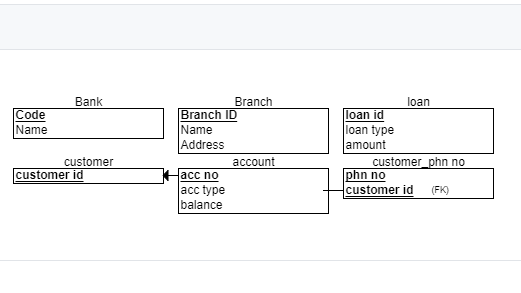 Bank
Code
Name
Branch
Branch ID
Name
Address
loan
loan id
loan type
amount
customer
customer id
account
acc no
acc type
balance
customer_phn no
phn no
customer id (FK)